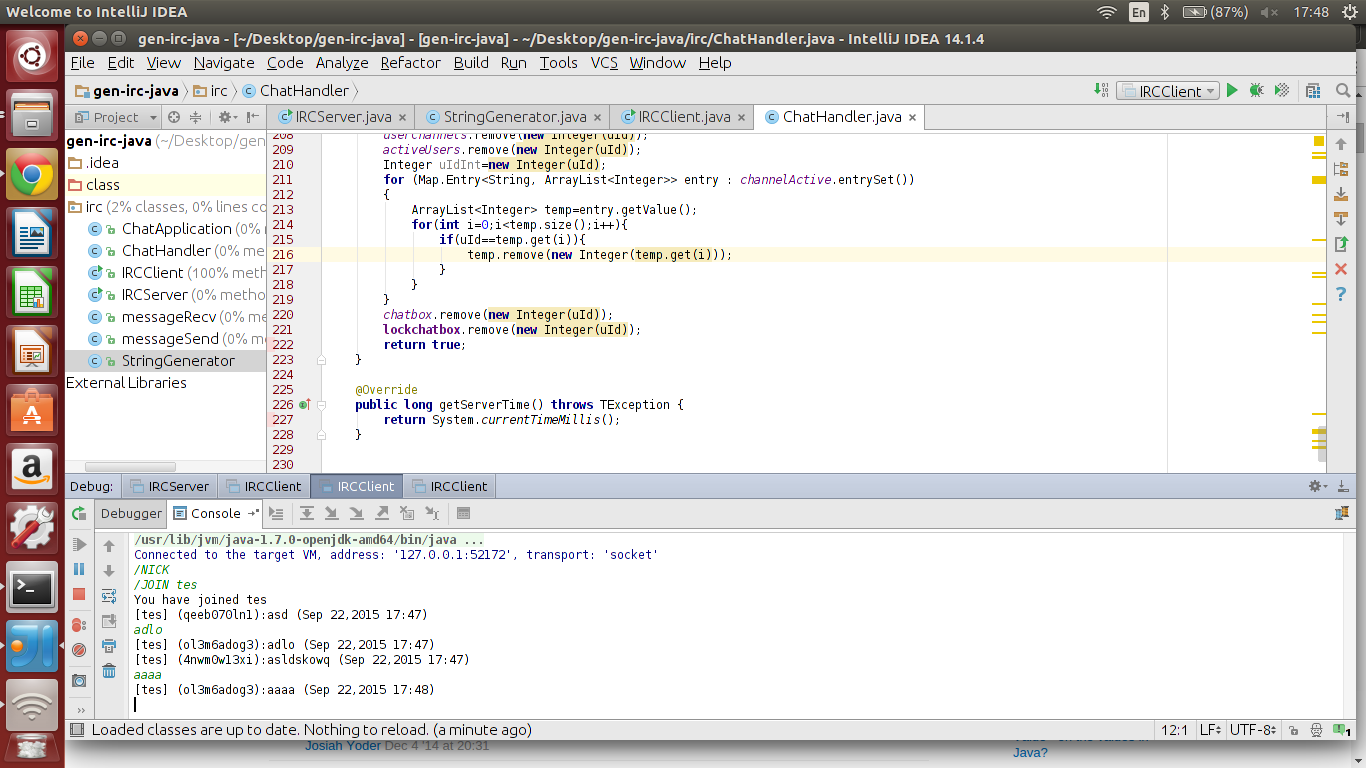 Welcome to IntelliJ IDEA
En
(87%)
17:48
gen-irc-java - [~/Desktop/gen-irc-java] - [gen-irc-java] - ~/Desktop/gen-irc-java/irc/ChatHandler.java - IntelliJ IDEA 14.1.4
File Edit View Navigate Code Analyze Refactor Build Run Tools VCS Window Help
gen-irc-java irc ChatHandler
IRCClient
Project
IRCServer.java StringGenerator.java IRCClient.java ChatHandler.java
gen-irc-java (~/Desktop/gen
.idea
class
irc (2% classes, 0% lines co
ChatApplication (0%
ChatHandler (0% me
IRCClient (100% meth
IRCServer (0% metho
messageRecv (0% m
messageSend (0% m
StringGenerator
External Libraries
208 userchannels.remove(new Integer(uId));
209 activeUsers.remove(new Integer(uId));
210 Integer uIdInt=new Integer(uId);
211 for (Map.Entry<String, ArrayList<Integer>> entry : channelActive.entrySet())
212 {
213 ArrayList<Integer> temp=entry.getValue();
214 for(int i=0;i<temp.size();i++){
215 if(uId==temp.get(i)){
216 temp.remove(new Integer(temp.get(i)));
217 }
218 }
219 }
220 chatbox.remove(new Integer(uId));
221 lockchatbox.remove(new Integer(uId));
222 return true;
223 }
224
225 @Override
226 public long getServerTime() throws TException {
227 return System.currentTimeMillis();
228 }
229
230
Debug: IRCServer IRCClient IRCClient IRCClient
Debugger Console
/usr/lib/jvm/java-1.7.0-openjdk-amd64/bin/java ...
Connected to the target VM, address: '127.0.0.1:52172', transport: 'socket'
/NICK
/JOIN tes
You have joined tes
[tes] (qeeb070ln1):asd (Sep 22,2015 17:47)
adlo
[tes] (ol3m6adog3):adlo (Sep 22,2015 17:47)
[tes] (4nwm0w13xi):asldskowq (Sep 22,2015 17:47)
aaaa
[tes] (ol3m6adog3):aaaa (Sep 22,2015 17:48)
Loaded classes are up to date. Nothing to reload. (a minute ago)
12:1 LF UTF-8 1
Josiah Yoder Dec 4 '14 at 20:31
Java?